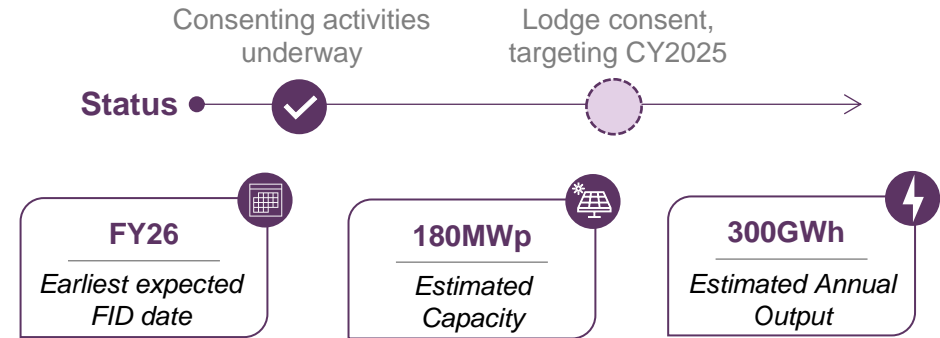 Consenting activities
underway
Lodge consent,
targeting CY2025
Status
FY26
Earliest expected
FID date
180MWp
Estimated
Capacity
300GWh
Estimated Annual
Output